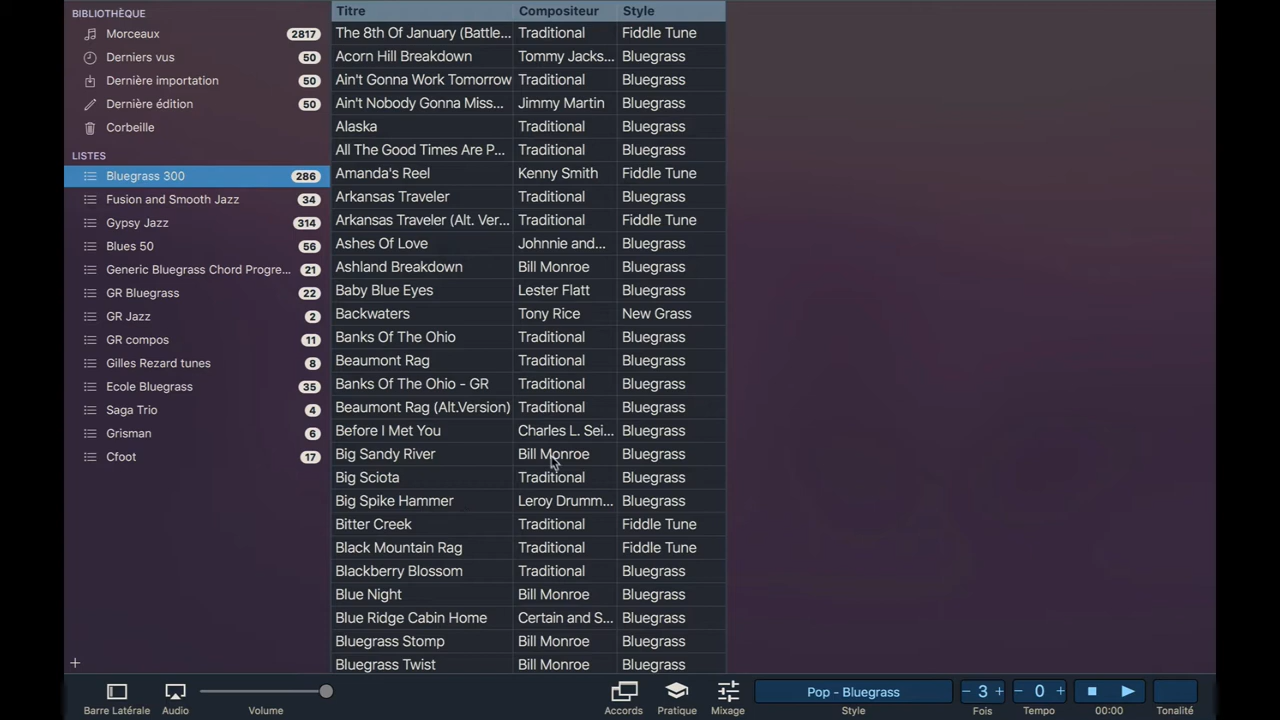 BIBLIOTHÈQUE
Morceaux 2817
Derniers vus 50
Dernière importation 50
Dernière édition 50
Corbeille
LISTES
Bluegrass 300 286
Fusion and Smooth Jazz 34
Gypsy Jazz 314
Blues 50 56
Generic Bluegrass Chord Progre... 21
GR Bluegrass 22
GR Jazz 2
GR compos 11
Gilles Rezard tunes 8
Ecole Bluegrass 35
Saga Trio 4
Grisman 6
Cfoot 17
Titre Compositeur Style
The 8th Of January (Battle... Traditional Fiddle Tune
Acorn Hill Breakdown Tommy Jacks... Bluegrass
Ain't Gonna Work Tomorrow Traditional Bluegrass
Ain't Nobody Gonna Miss... Jimmy Martin Bluegrass
Alaska Traditional Bluegrass
All The Good Times Are P... Traditional Bluegrass
Amanda's Reel Kenny Smith Fiddle Tune
Arkansas Traveler Traditional Bluegrass
Arkansas Traveler (Alt. Ver... Traditional Fiddle Tune
Ashes Of Love Johnnie and... Bluegrass
Ashland Breakdown Bill Monroe Bluegrass
Baby Blue Eyes Lester Flatt Bluegrass
Backwaters Tony Rice New Grass
Banks Of The Ohio Traditional Bluegrass
Beaumont Rag Traditional Bluegrass
Banks Of The Ohio - GR Traditional Bluegrass
Beaumont Rag (Alt.Version) Traditional Bluegrass
Before I Met You Charles L. Sei... Bluegrass
Big Sandy River Bill Monroe Bluegrass
Big Sciota Traditional Bluegrass
Big Spike Hammer Leroy Drumm... Bluegrass
Bitter Creek Traditional Fiddle Tune
Black Mountain Rag Traditional Fiddle Tune
Blackberry Blossom Traditional Bluegrass
Blue Night Bill Monroe Bluegrass
Blue Ridge Cabin Home Certain and S... Bluegrass
Bluegrass Stomp Bill Monroe Bluegrass
Bluegrass Twist Bill Monroe Bluegrass
+
Barre Latérale Audio Volume Accords Pratique Mixage
Pop - Bluegrass − 3 + − 0 +
Style Fois Tempo 00:00 Tonalité